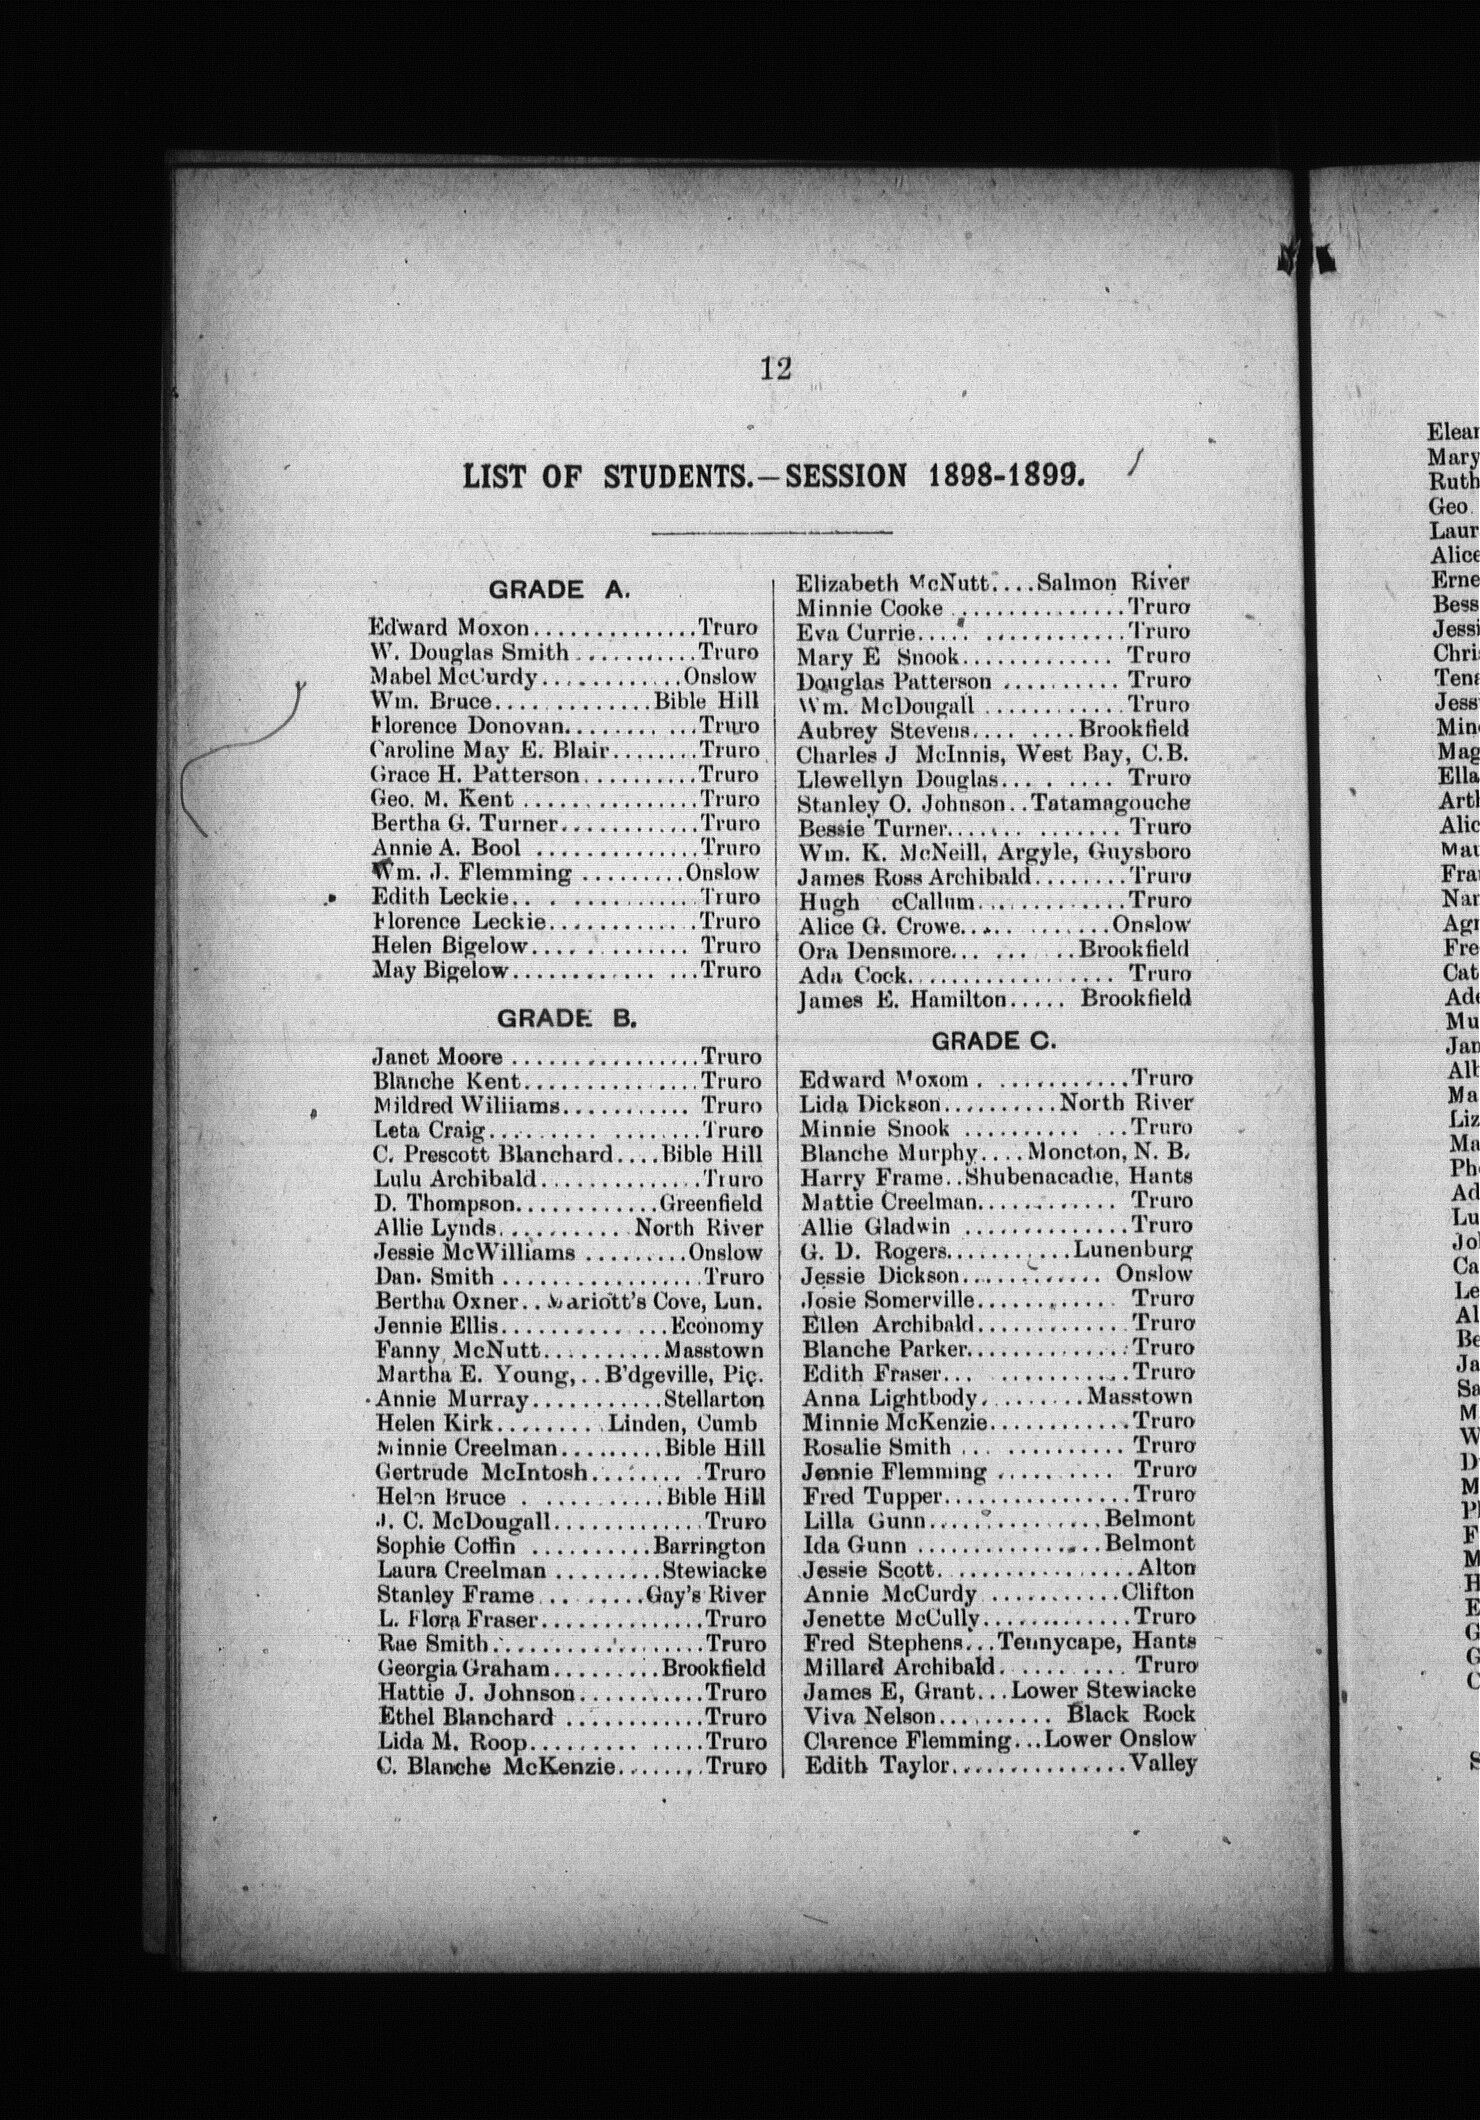 12
LIST OF STUDENTS.—SESSION 1898-1899.
GRADE A.
Edward Moxon..............Truro
W. Douglas Smith..........Truro
Mabel McCurdy............Onslow
Wm. Bruce.............Bible Hill
Florence Donovan...........Truro
Caroline May E. Blair.......Truro
Grace H. Patterson..........Truro
Geo. M. Kent ..............Truro
Bertha G. Turner............Truro
Annie A. Bool ..............Truro
Wm. J. Flemming .........Onslow
Edith Leckie...............Truro
Florence Leckie............Truro
Helen Bigelow............. Truro
May Bigelow...............Truro
GRADE B.
Janet Moore ................Truro
Blanche Kent...............Truro
Mildred Wiliiams........... Truro
Leta Craig.................Truro
C. Prescott Blanchard....Bible Hill
Lulu Archibald..............Truro
D. Thompson............Greenfield
Allie Lynds...........North River
Jessie McWilliams .........Onslow
Dan. Smith ................Truro
Bertha Oxner..Mariott's Cove, Lun.
Jennie Ellis..............Economy
Fanny McNutt..........Masstown
Martha E. Young,..B'dgeville, Pic.
Annie Murray...........Stellarton
Helen Kirk.........Linden, Cumb
Minnie Creelman.........Bible Hill
Gertrude McIntosh.........Truro
Helen Bruce ............Bible Hill
J. C. McDougall.............Truro
Sophie Coffin ..........Barrington
Laura Creelman .........Stewiacke
Stanley Frame.........Gay's River
L. Flora Fraser..............Truro
Rae Smith..................Truro
Georgia Graham.........Brookfield
Hattie J. Johnson...........Truro
Ethel Blanchard ............Truro
Lida M. Roop...............Truro
C. Blanche McKenzie........Truro
Elizabeth McNutt....Salmon River
Minnie Cooke ..............Truro
Eva Currie.................Truro
Mary E Snook............ Truro
Douglas Patterson .......... Truro
Wm. McDougall ............Truro
Aubrey Stevens........Brookfield
Charles J McInnis, West Bay, C.B.
Llewellyn Douglas......... Truro
Stanley O. Johnson..Tatamagouche
Bessie Turner............. Truro
Wm. K. McNeill, Argyle, Guysboro
James Ross Archibald........Truro
Hugh cCallum............Truro
Alice G. Crowe............Onslow
Ora Densmore.........Brookfield
Ada Cock................. Truro
James E. Hamilton..... Brookfield
GRADE C.
Edward Moxom . ...........Truro
Lida Dickson..........North River
Minnie Snook .............Truro
Blanche Murphy....Moncton, N. B.
Harry Frame..Shubenacadie, Hants
Mattie Creelman............ Truro
Allie Gladwin ..............Truro
G. D. Rogers...........Lunenburg
Jessie Dickson............ Onslow
Josie Somerville............ Truro
Ellen Archibald.............Truro
Blanche Parker..............Truro
Edith Fraser...............Truro
Anna Lightbody.........Masstown
Minnie McKenzie............Truro
Rosalie Smith ............. Truro
Jennie Flemming .......... Truro
Fred Tupper................Truro
Lilla Gunn...............Belmont
Ida Gunn ................Belmont
Jessie Scott.................Alton
Annie McCurdy............Clifton
Jenette McCully.............Truro
Fred Stephens...Tennycape, Hants
Millard Archibald........... Truro
James E, Grant...Lower Stewiacke
Viva Nelson.......... Black Rock
Clarence Flemming...Lower Onslow
Edith Taylor...............Valley
Mary
Ruth
Geo.
Alice